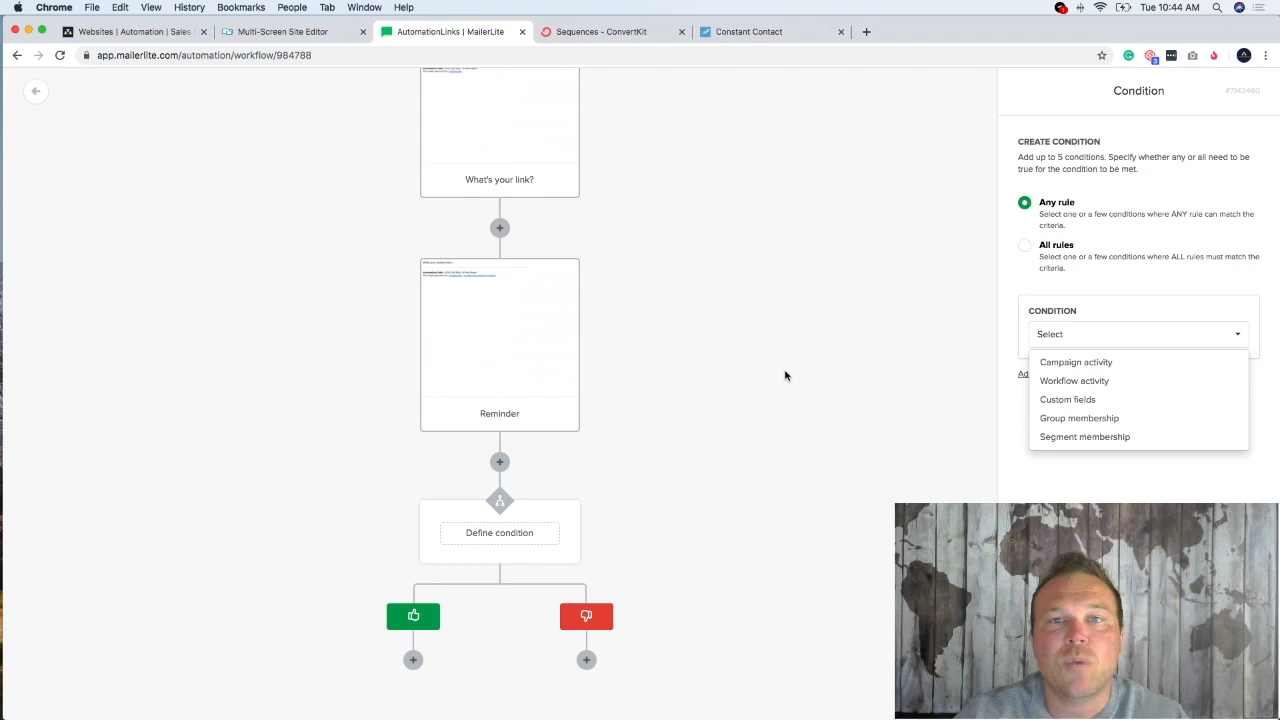 Chrome File Edit View History Bookmarks People Tab Window Help
1
Tue 10:44 AM
Websites | Automation | Sales
Multi-Screen Site Editor
AutomationLinks | MailerLite
Sequences - ConvertKit
Constant Contact
app.mailerlite.com/automation/workflow/984788
3
What's your link?
Reminder
Define condition
Condition
#7142460
CREATE CONDITION
Add up to 5 conditions. Specify whether any or all need to be
true for the condition to be met.
Any rule
Select one or a few conditions where ANY rule can match the
criteria.
All rules
Select one or a few conditions where ALL rules must match the
criteria.
CONDITION
Select
Ad
Campaign activity
Workflow activity
Custom fields
Group membership
Segment membership